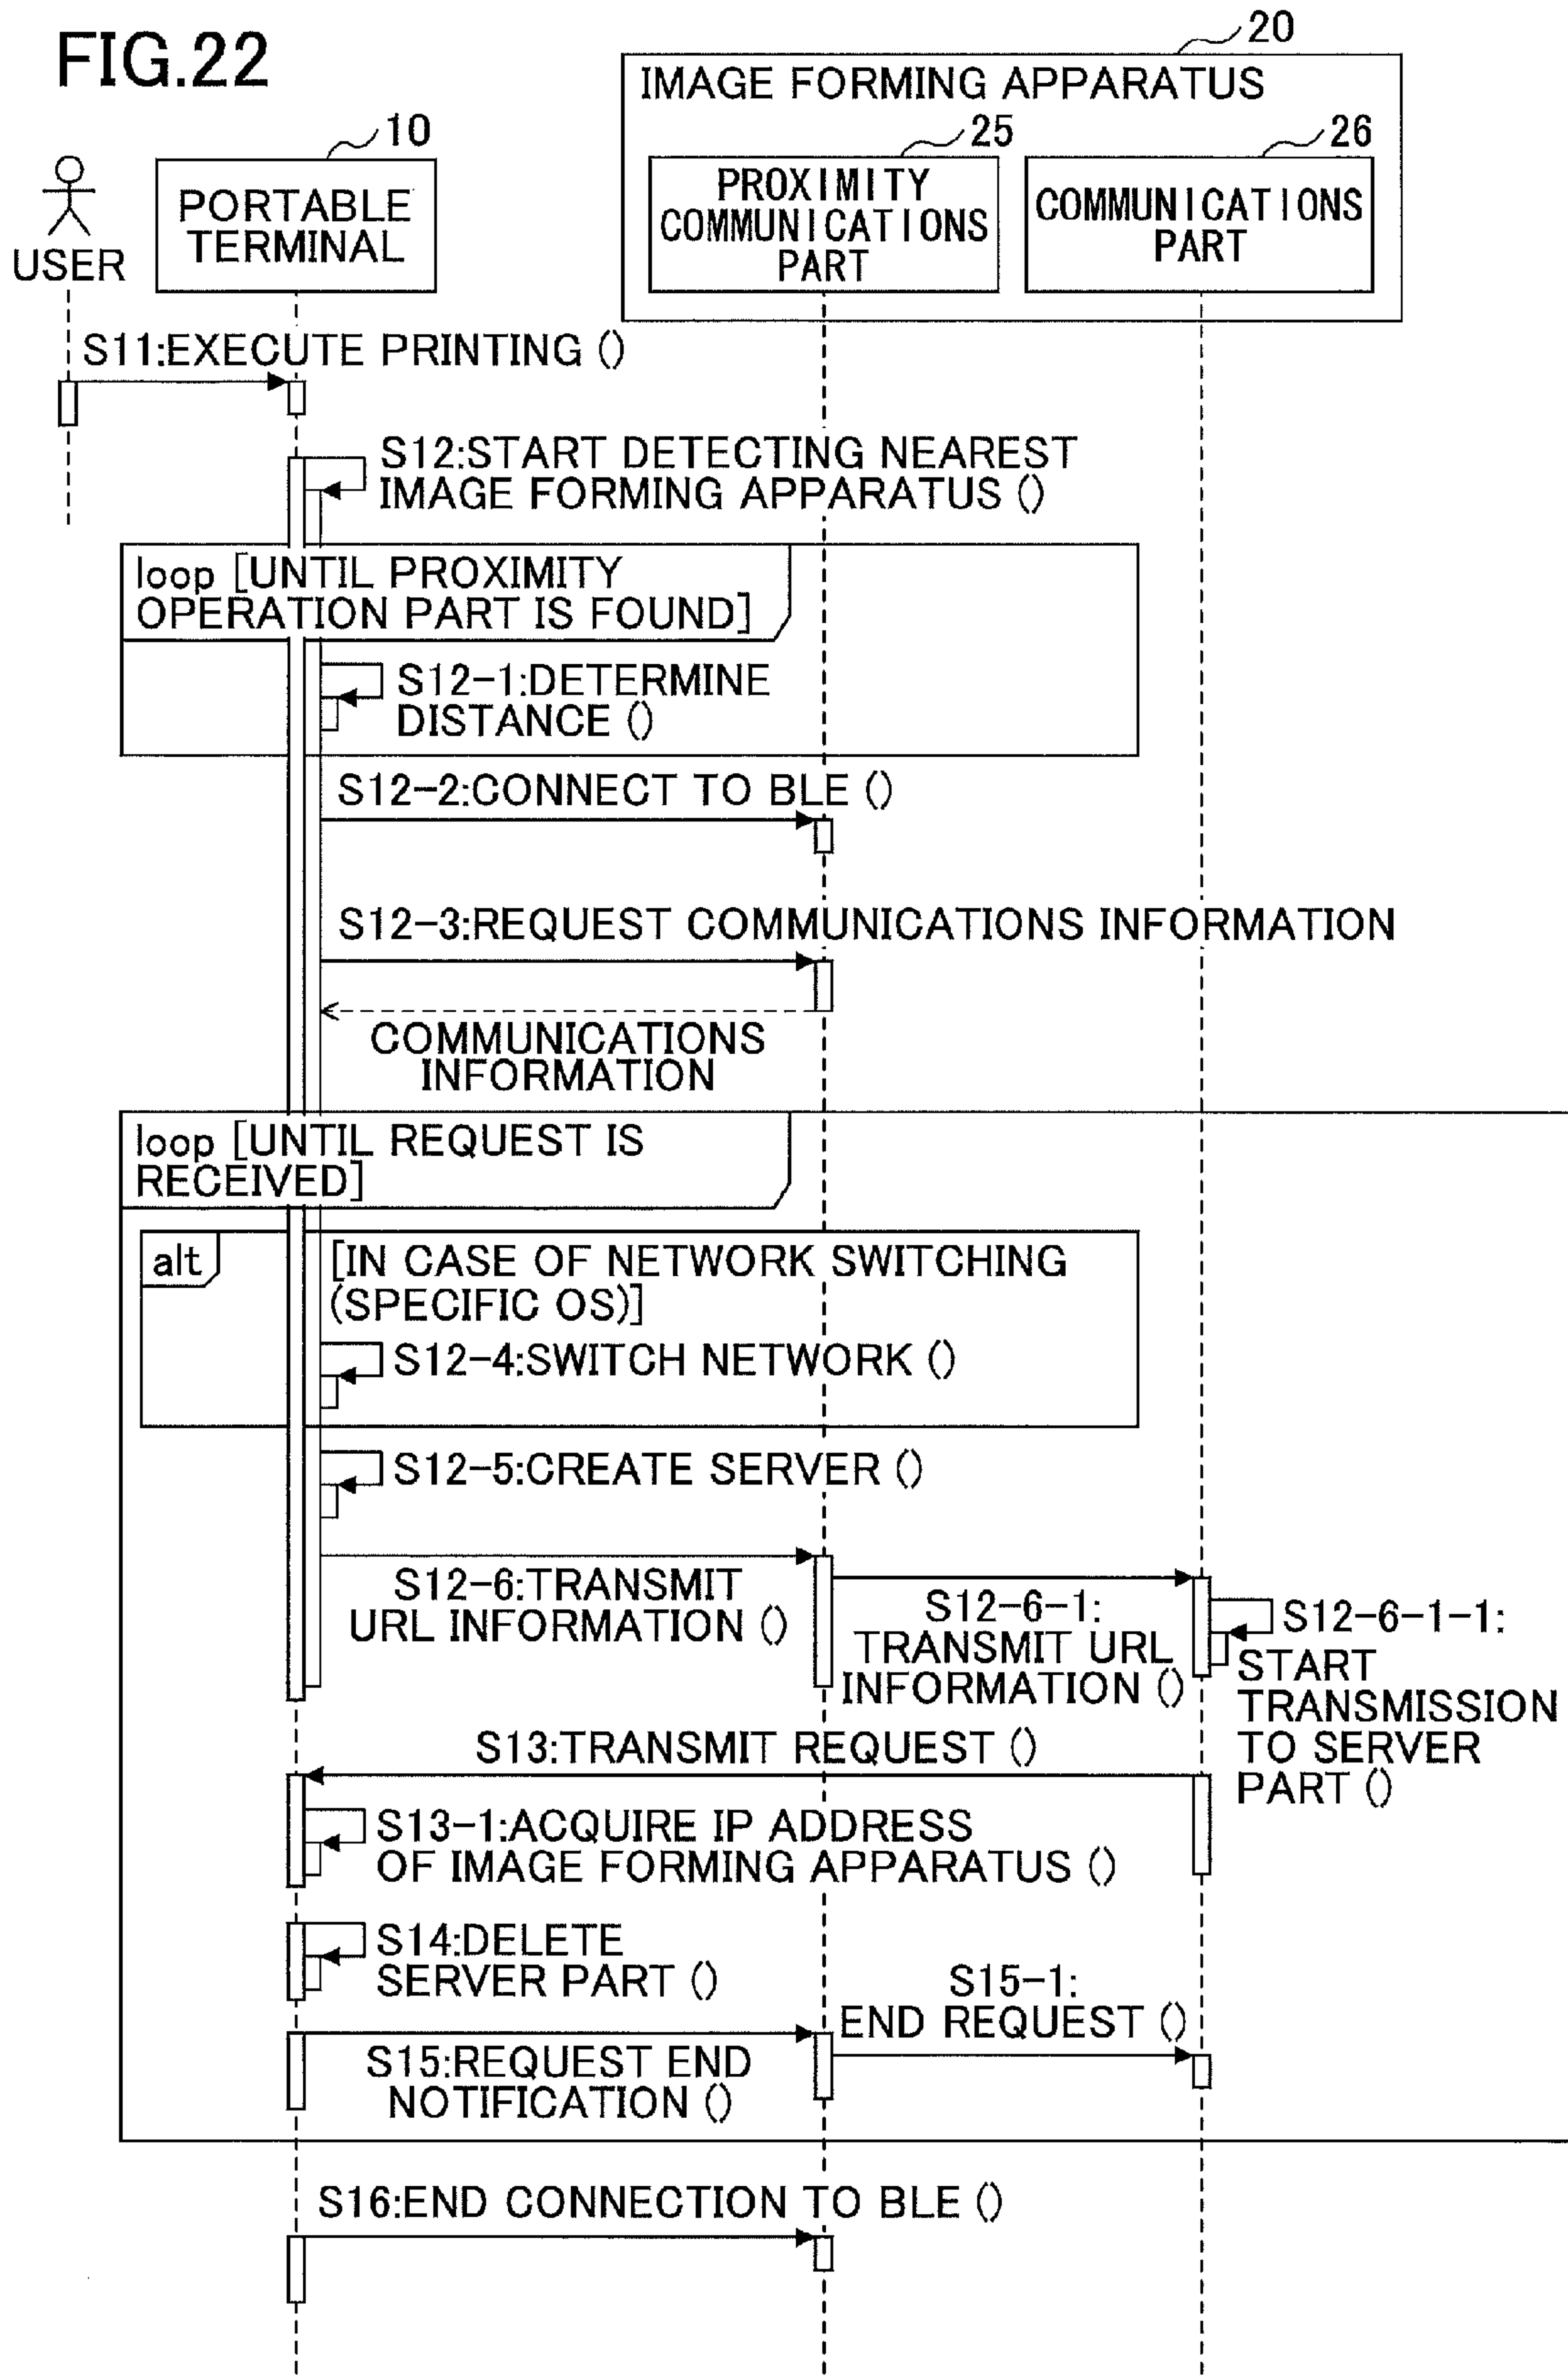 FIG.22
20
IMAGE FORMING APPARATUS
10
25
26
USER
PORTABLE
TERMINAL
PROXIMITY
COMMUNICATIONS
PART
COMMUNICATIONS
PART
S11:EXECUTE PRINTING ()
S12:START DETECTING NEAREST
IMAGE FORMING APPARATUS ()
loop [UNTIL PROXIMITY
OPERATION PART IS FOUND]
S12-1:DETERMINE
DISTANCE ()
S12-2:CONNECT TO BLE ()
S12-3:REQUEST COMMUNICATIONS INFORMATION
COMMUNICATIONS
INFORMATION
loop [UNTIL REQUEST IS
RECEIVED]
alt
[IN CASE OF NETWORK SWITCHING
(SPECIFIC OS)]
S12-4:SWITCH NETWORK ()
S12-5:CREATE SERVER ()
S12-6:TRANSMIT
URL INFORMATION ()
S12-6-1:
TRANSMIT URL
INFORMATION ()
S12-6-1-1:
START
TRANSMISSION
TO SERVER
PART ()
S13:TRANSMIT REQUEST ()
S13-1:ACQUIRE IP ADDRESS
OF IMAGE FORMING APPARATUS ()
S14:DELETE
SERVER PART ()
S15-1:
END REQUEST ()
S15:REQUEST END
NOTIFICATION ()
S16:END CONNECTION TO BLE ()